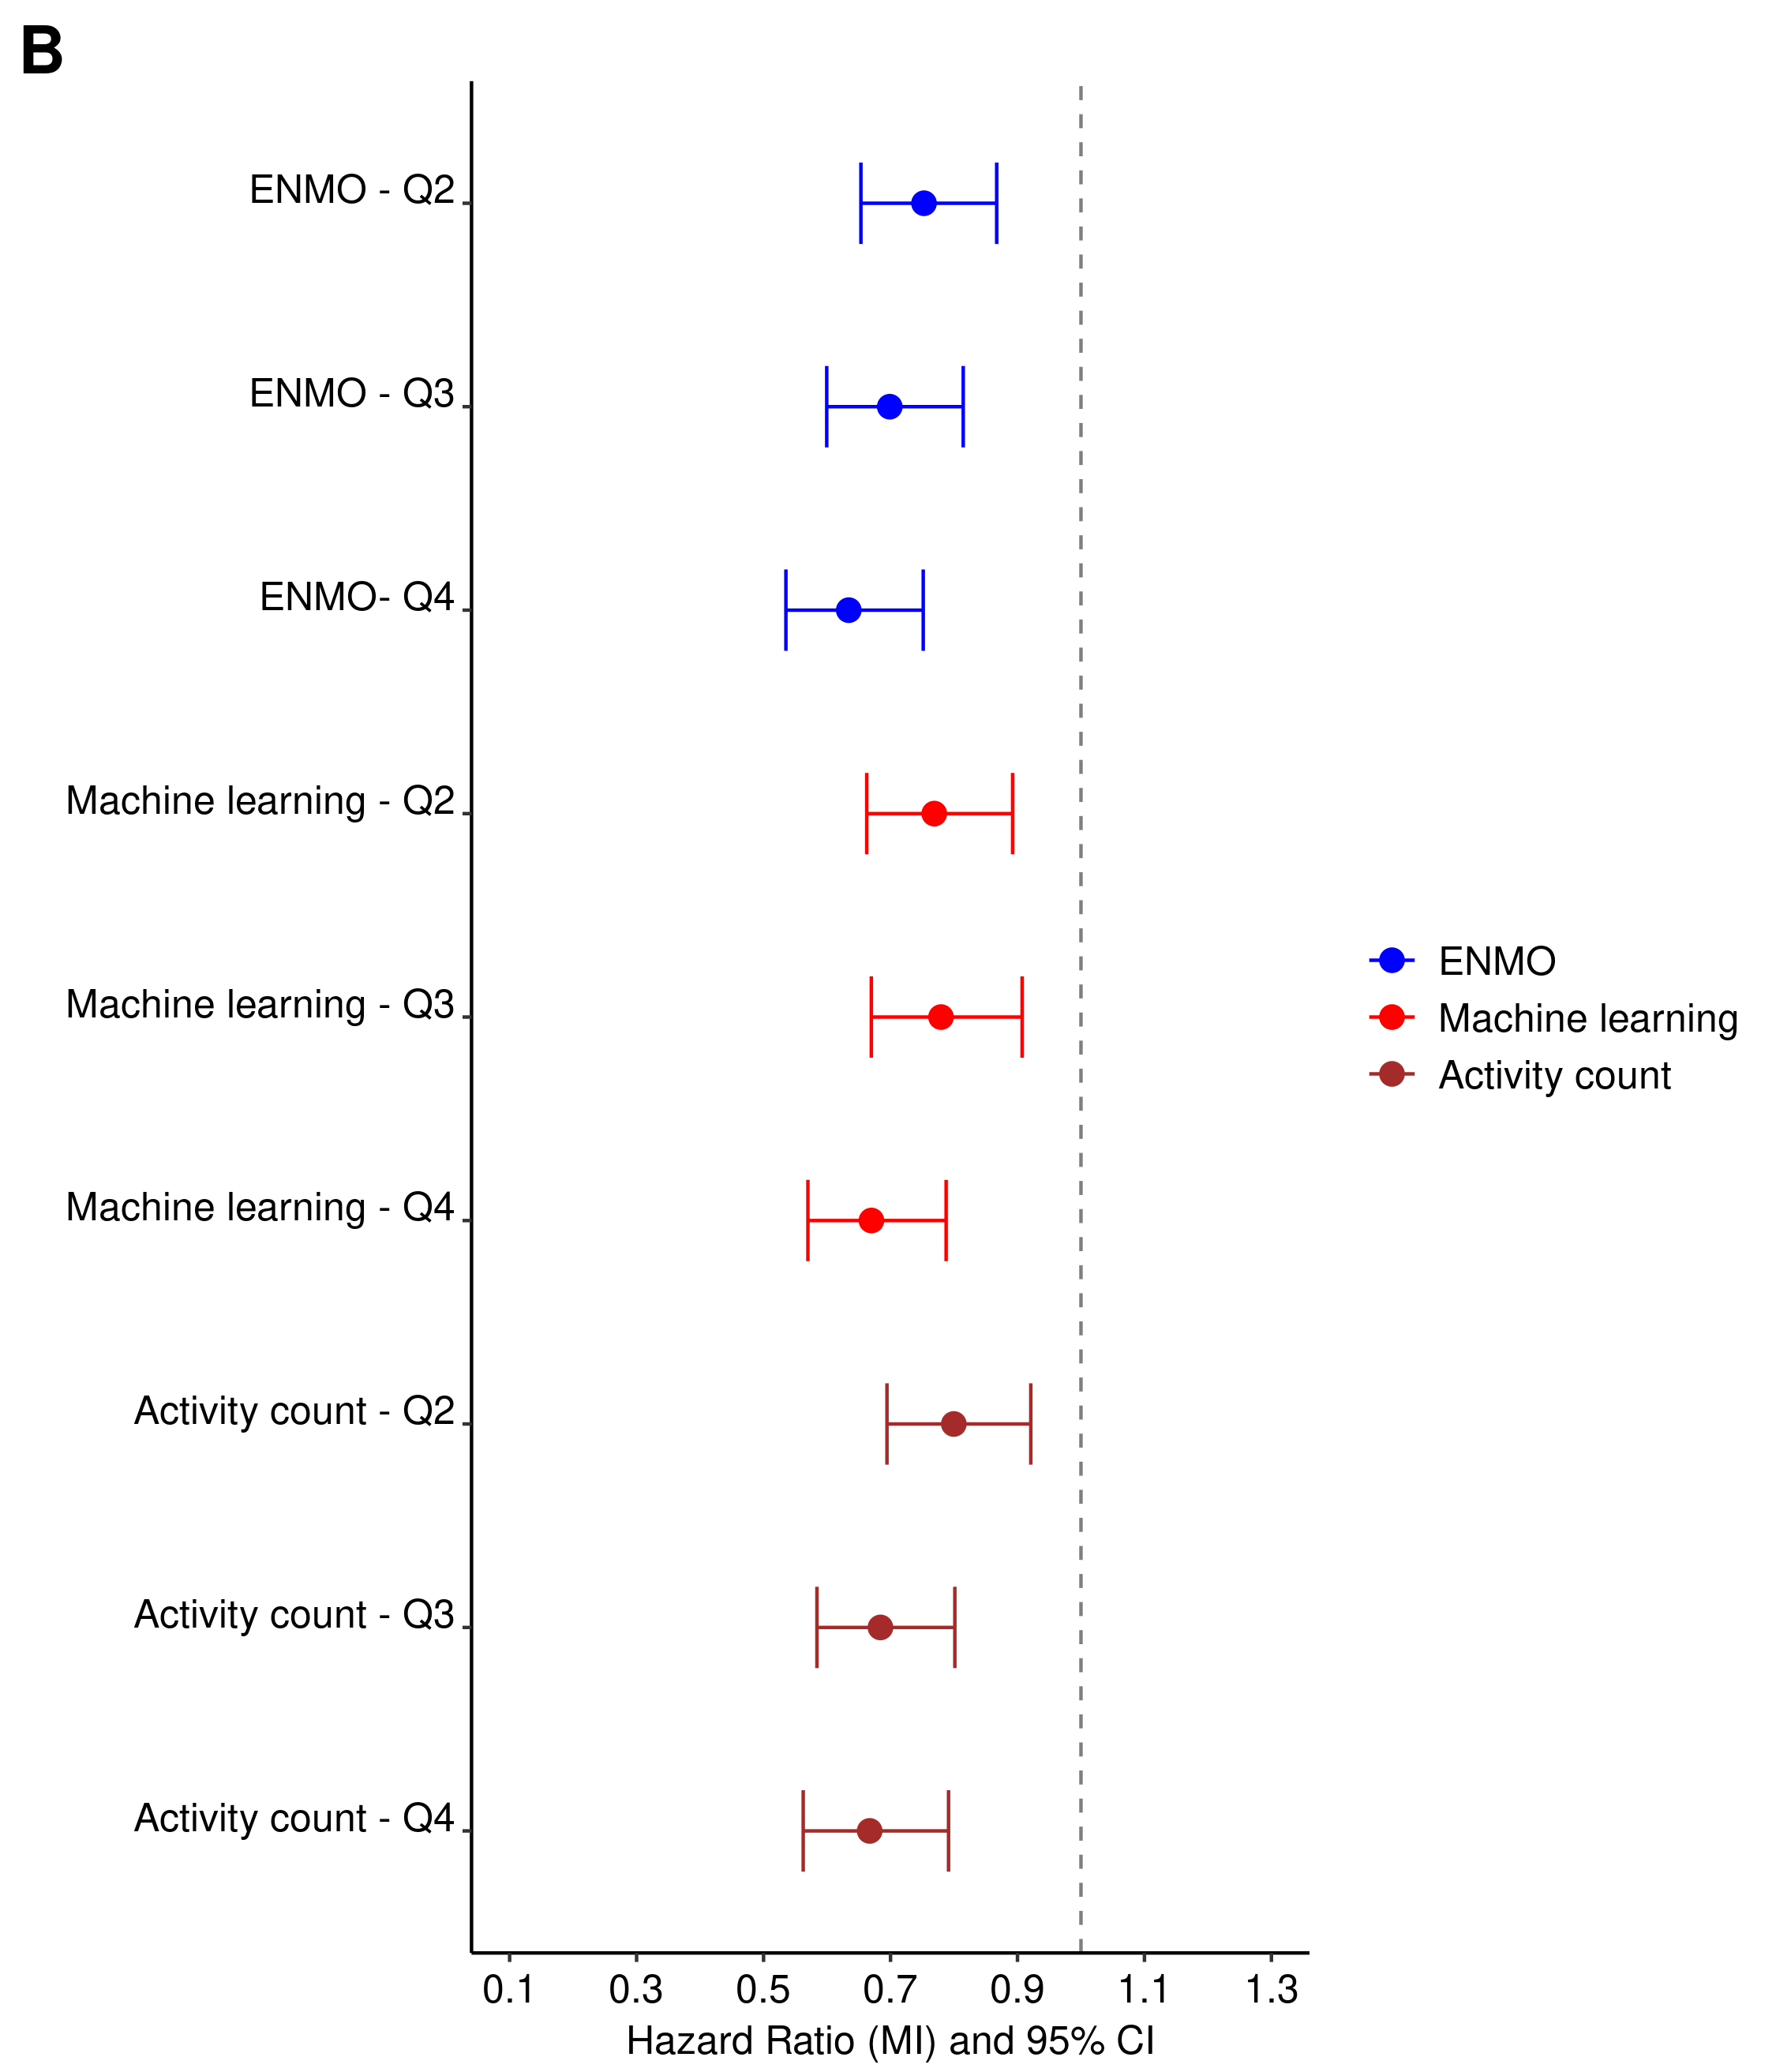 B
ENMO - Q2
ENMO - Q3
ENMO- Q4
Machine learning - Q2
Machine learning - Q3
Machine learning - Q4
Activity count - Q2
Activity count - Q3
Activity count - Q4
ENMO
Machine learning
Activity count
0.1 0.3 0.5 0.7 0.9 1.1 1.3
Hazard Ratio (MI) and 95% CI